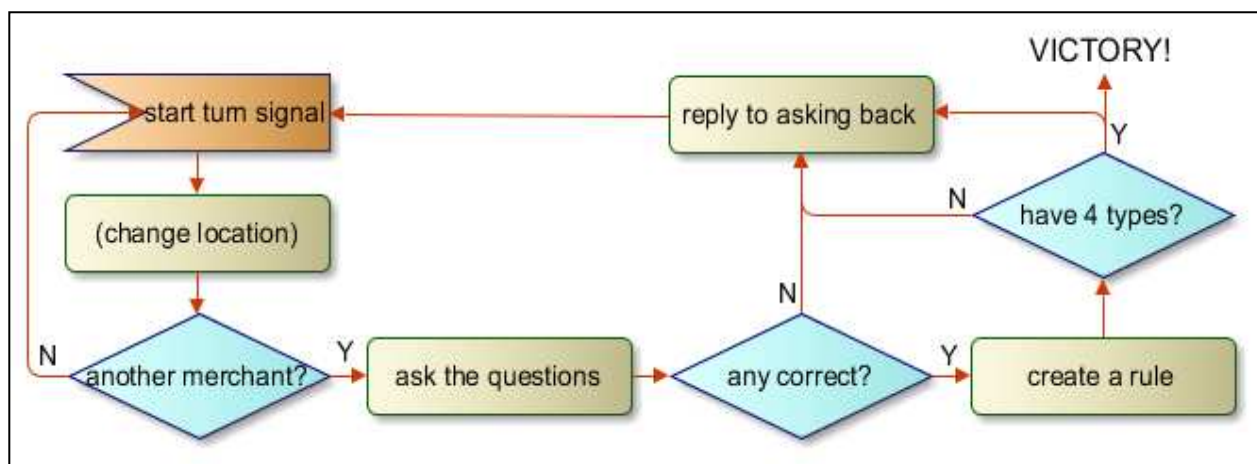 start turn signal
(change location)
another merchant?
N
Y
ask the questions
any correct?
N
Y
create a rule
have 4 types?
N
Y
VICTORY!
reply to asking back